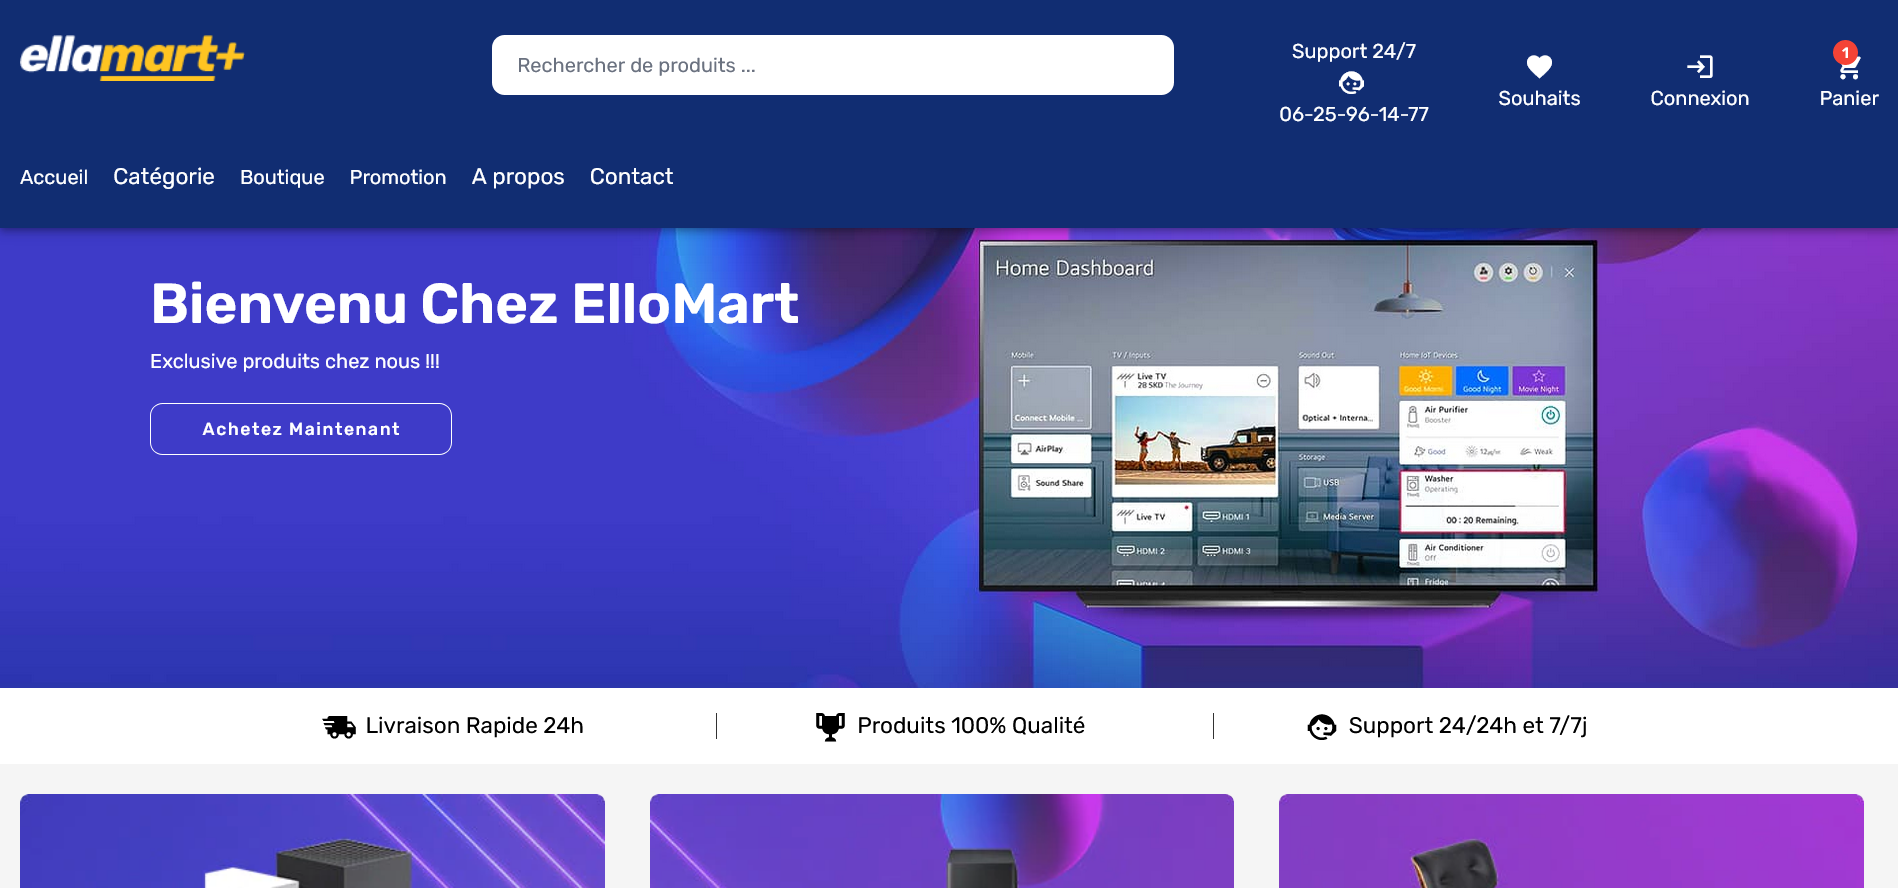 ellamart+
Rechercher de produits ...
Support 24/7
06-25-96-14-77
Souhaits
Connexion
1
Panier
Accueil
Catégorie
Boutique
Promotion
A propos
Contact
Bienvenu Chez ElloMart
Exclusive produits chez nous !!!
Achetez Maintenant
Home Dashboard
Mobile
Connect Mobile ...
AirPlay
Sound Share
TV / Inputs
Live TV
28 SKD The Journey
Live TV
HDMI 1
HDMI 2
HDMI 3
Sound Out
Optical + Interna...
Storage
USB
Media Server
Home IoT Devices
Good Night
Movie Night
Air Purifier
Booster
Good
Weak
Washer
Operating
00 : 20 Remaining.
Air Conditioner
Off
Fridge
Livraison Rapide 24h
Produits 100% Qualité
Support 24/24h et 7/7j